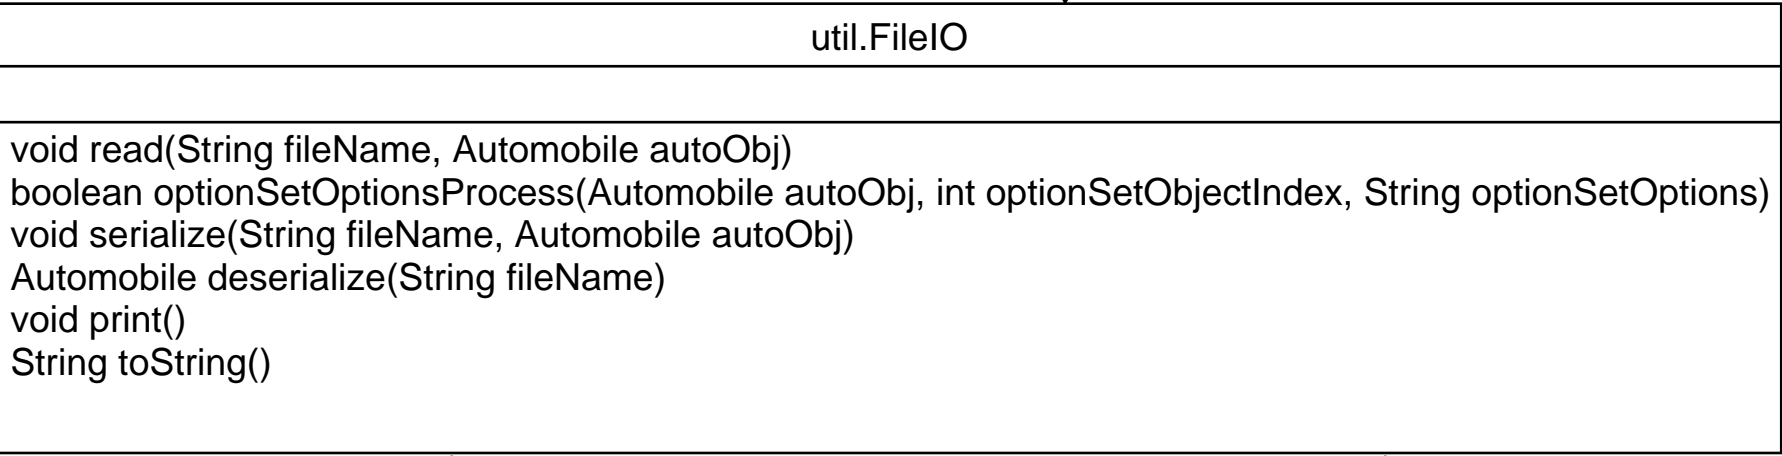 util.FileIO
void read(String fileName, Automobile autoObj)
boolean optionSetOptionsProcess(Automobile autoObj, int optionSetObjectIndex, String optionSetOptions)
void serialize(String fileName, Automobile autoObj)
Automobile deserialize(String fileName)
void print()
String toString()